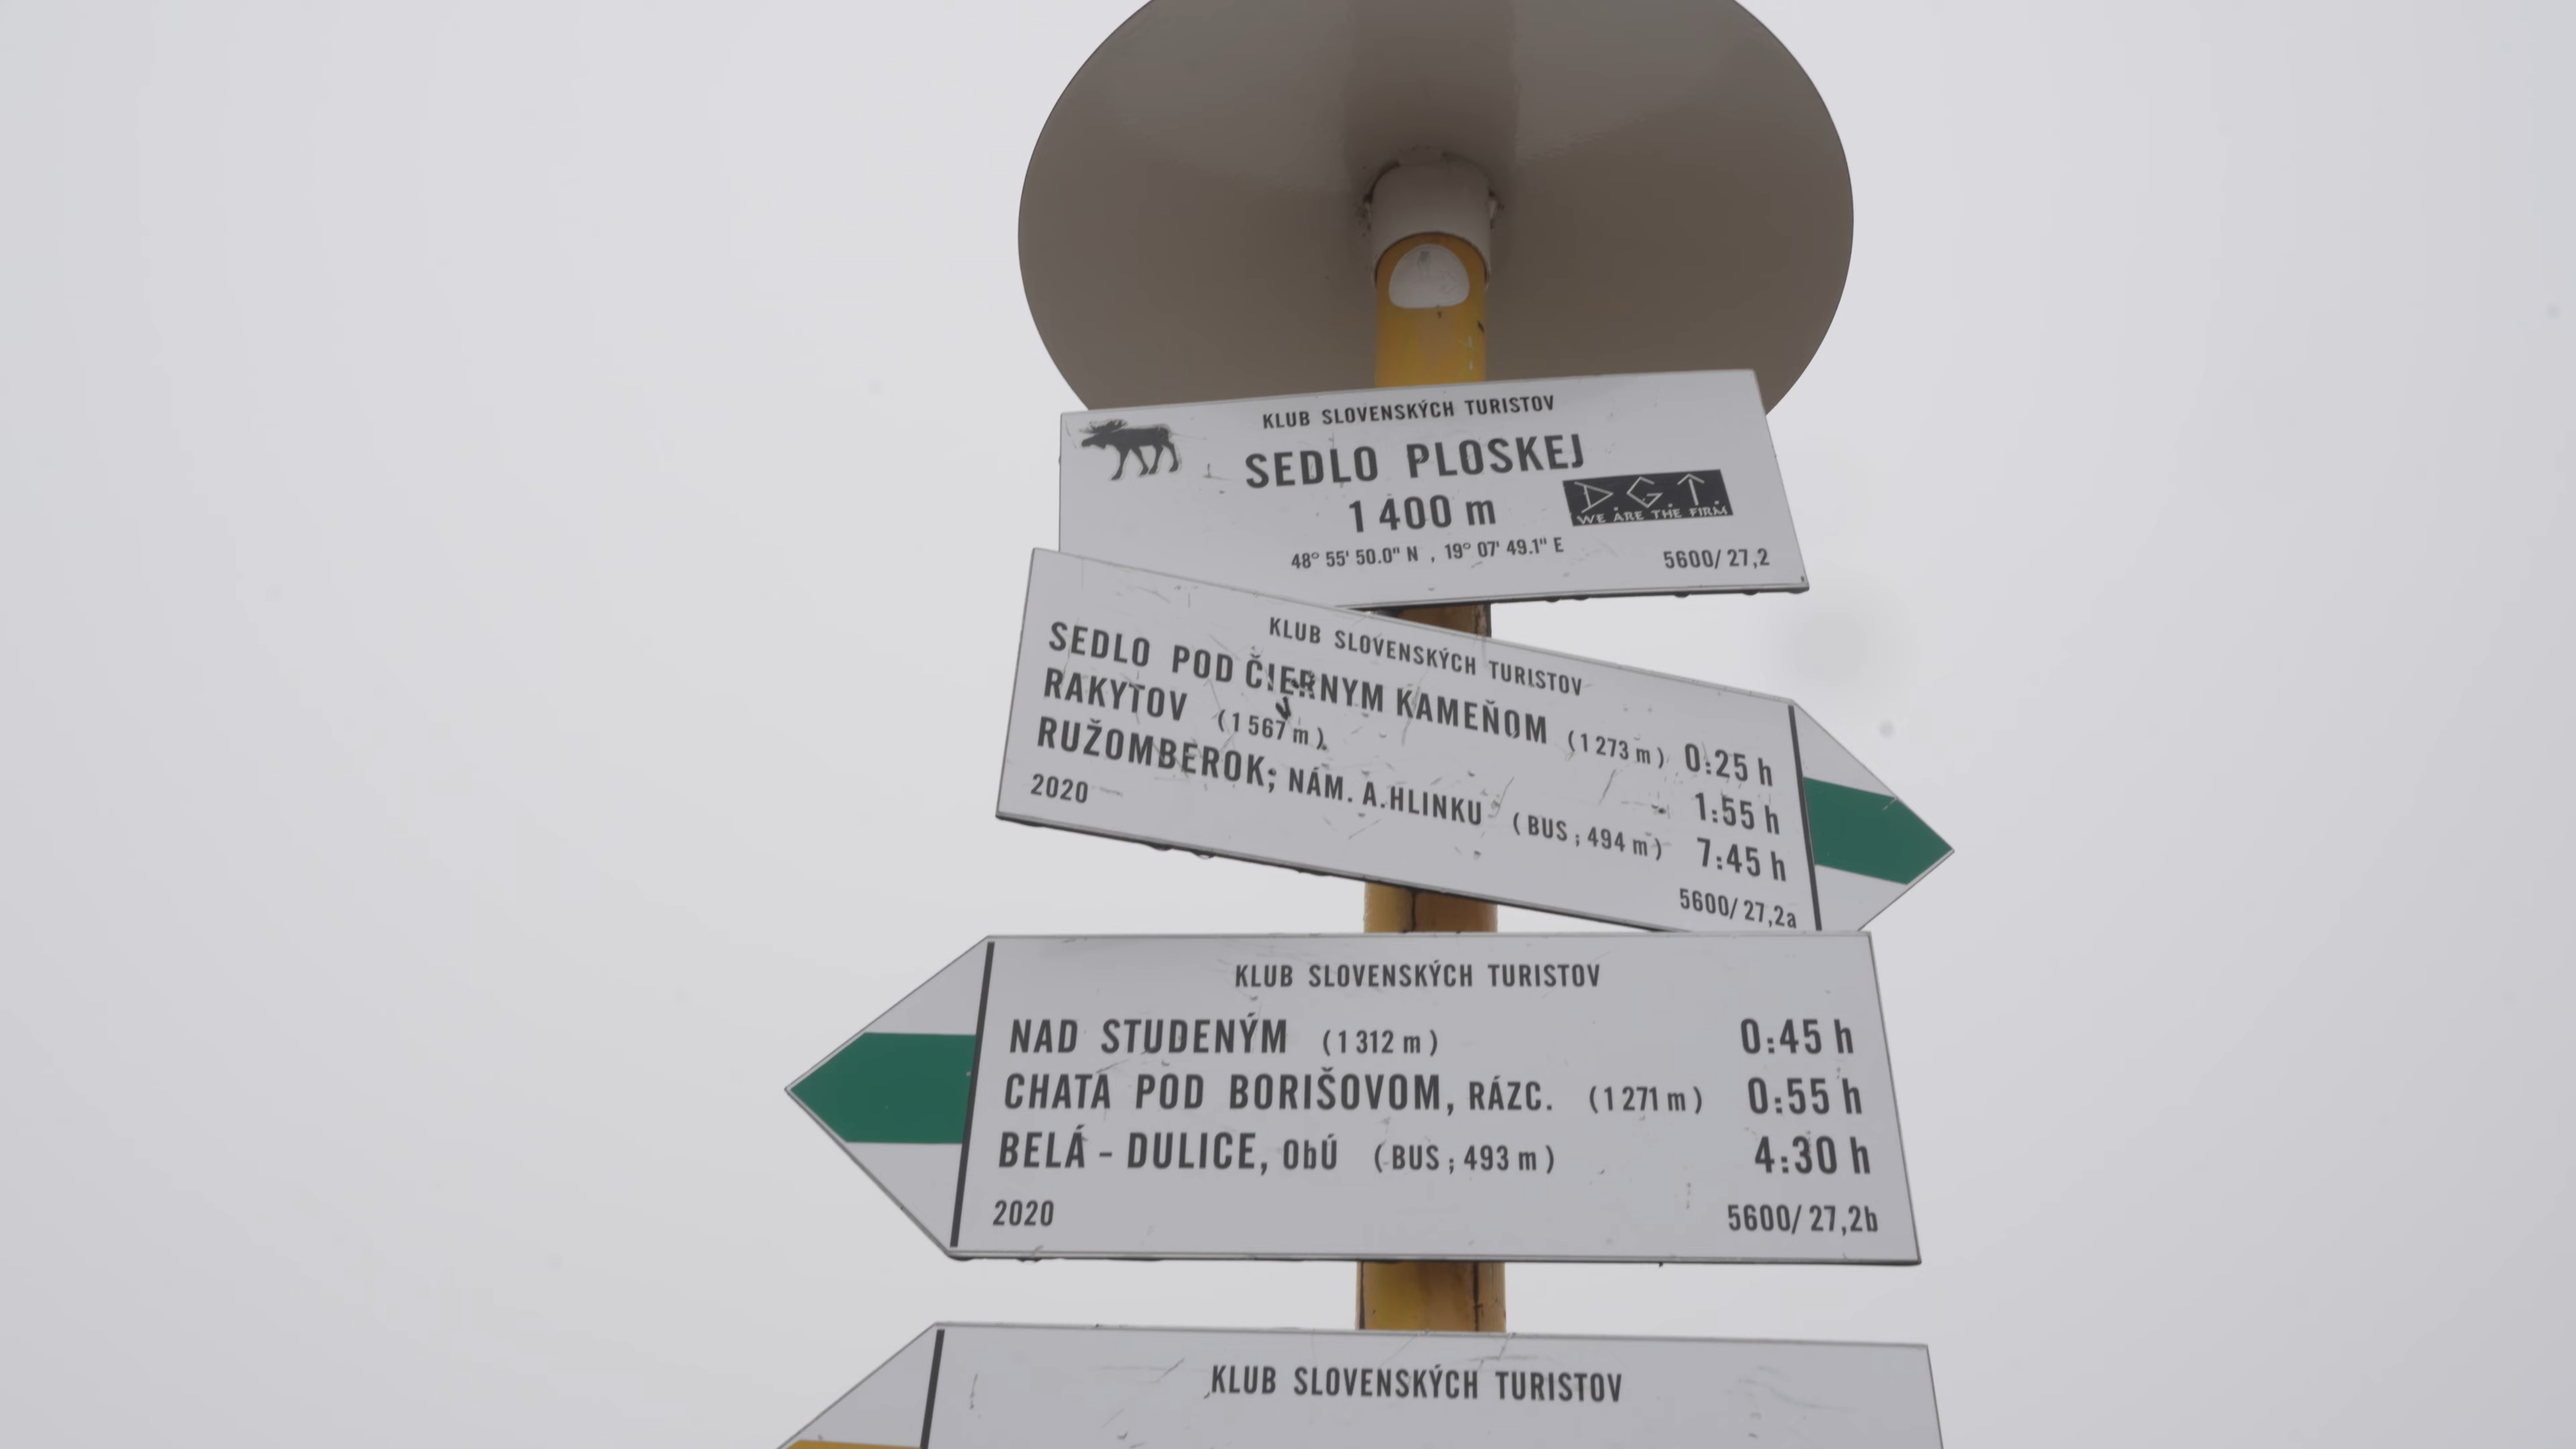 KLUB SLOVENSKÝCH TURISTOV
SEDLO PLOSKEJ
1 400 m
D.G.T.
WE ARE THE FIRM
48° 55' 50.0" N , 19° 07' 49.1" E
5600/ 27,2
KLUB SLOVENSKÝCH TURISTOV
SEDLO POD ČIERNYM KAMEŇOM (1 273 m) 0:25 h
RAKYTOV (1 567 m) 1:55 h
RUŽOMBEROK; NÁM. A.HLINKU (BUS ; 494 m) 7:45 h
2020 5600/ 27,2a
KLUB SLOVENSKÝCH TURISTOV
NAD STUDENÝM (1 312 m) 0:45 h
CHATA POD BORIŠOVOM, RÁZC. (1 271 m) 0:55 h
BELÁ - DULICE, ObÚ (BUS ; 493 m) 4:30 h
2020 5600/ 27,2b
KLUB SLOVENSKÝCH TURISTOV